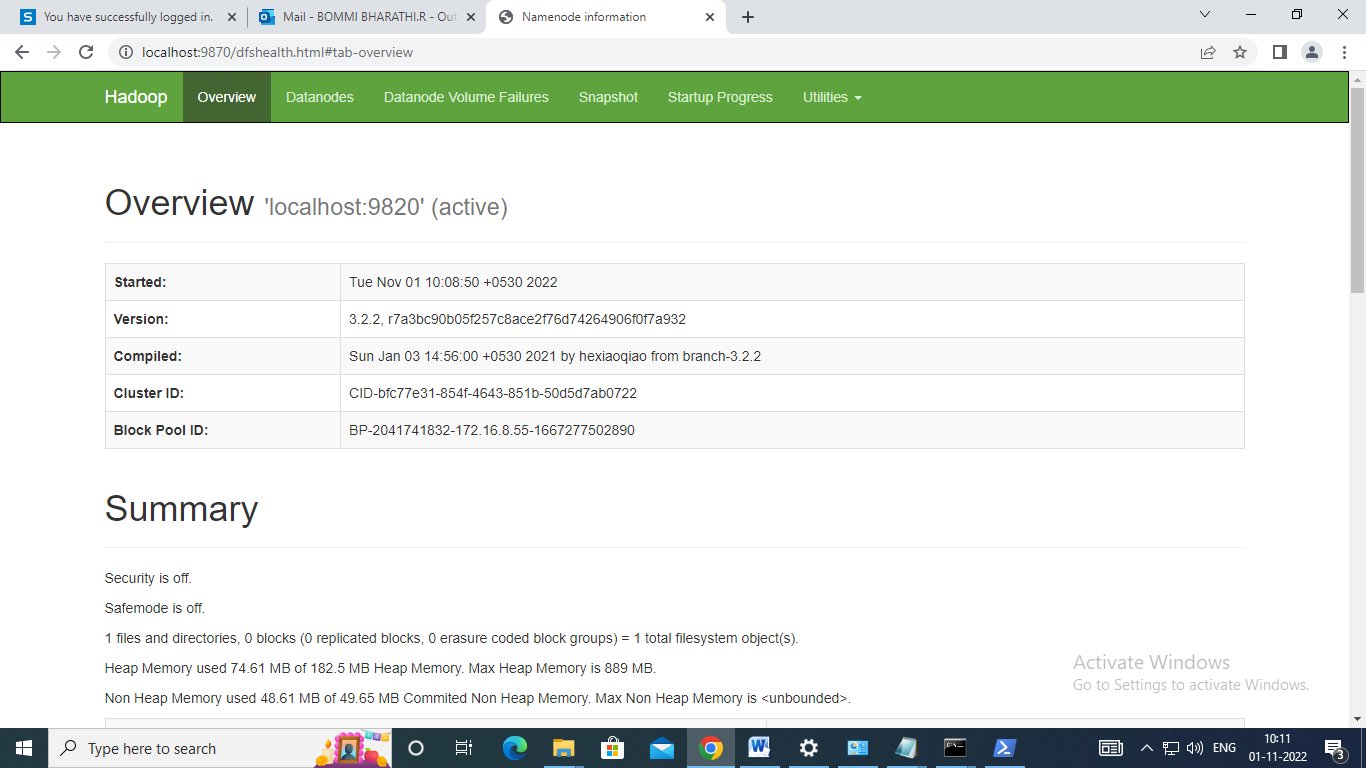 You have successfully logged in.
Mail - BOMMI BHARATHI.R - Out
Namenode information
localhost:9870/dfshealth.html#tab-overview
Hadoop Overview Datanodes Datanode Volume Failures Snapshot Startup Progress Utilities
Overview 'localhost:9820' (active)
Started: Tue Nov 01 10:08:50 +0530 2022
Version: 3.2.2, r7a3bc90b05f257c8ace2f76d74264906f0f7a932
Compiled: Sun Jan 03 14:56:00 +0530 2021 by hexiaoqiao from branch-3.2.2
Cluster ID: CID-bfc77e31-854f-4643-851b-50d5d7ab0722
Block Pool ID: BP-2041741832-172.16.8.55-1667277502890
Summary
Security is off.
Safemode is off.
1 files and directories, 0 blocks (0 replicated blocks, 0 erasure coded block groups) = 1 total filesystem object(s).
Heap Memory used 74.61 MB of 182.5 MB Heap Memory. Max Heap Memory is 889 MB.
Non Heap Memory used 48.61 MB of 49.65 MB Commited Non Heap Memory. Max Non Heap Memory is <unbounded>.
Activate Windows
Go to Settings to activate Windows.
Type here to search
ENG
10:11
01-11-2022
3